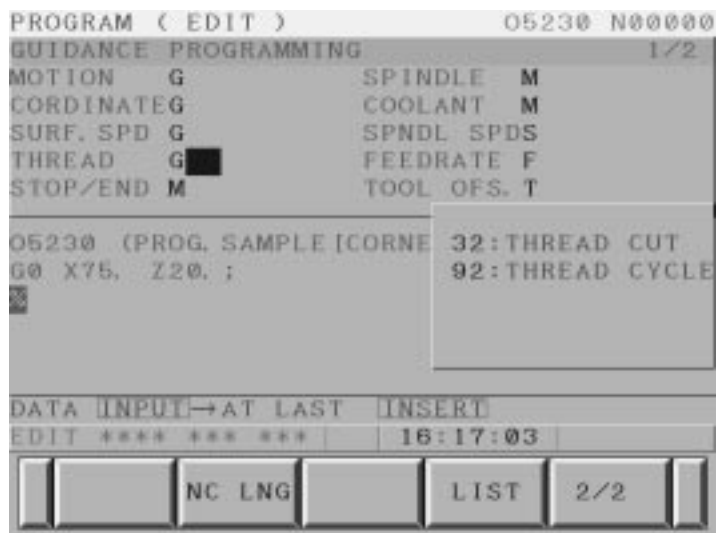 PROGRAM ( EDIT ) O5230 N00000
GUIDANCE PROGRAMMING 1/2
MOTION G SPINDLE M
CORDINATE G COOLANT M
SURF. SPD G SPNDL SPD S
THREAD G FEEDRATE F
STOP/END M TOOL OFS. T
O5230 (PROG. SAMPLE [CORNE
32:THREAD CUT
G0 X75. Z20. ;
92:THREAD CYCLE
%
DATA INPUT→AT LAST INSERT
EDIT **** *** *** 16:17:03
NC LNG LIST 2/2